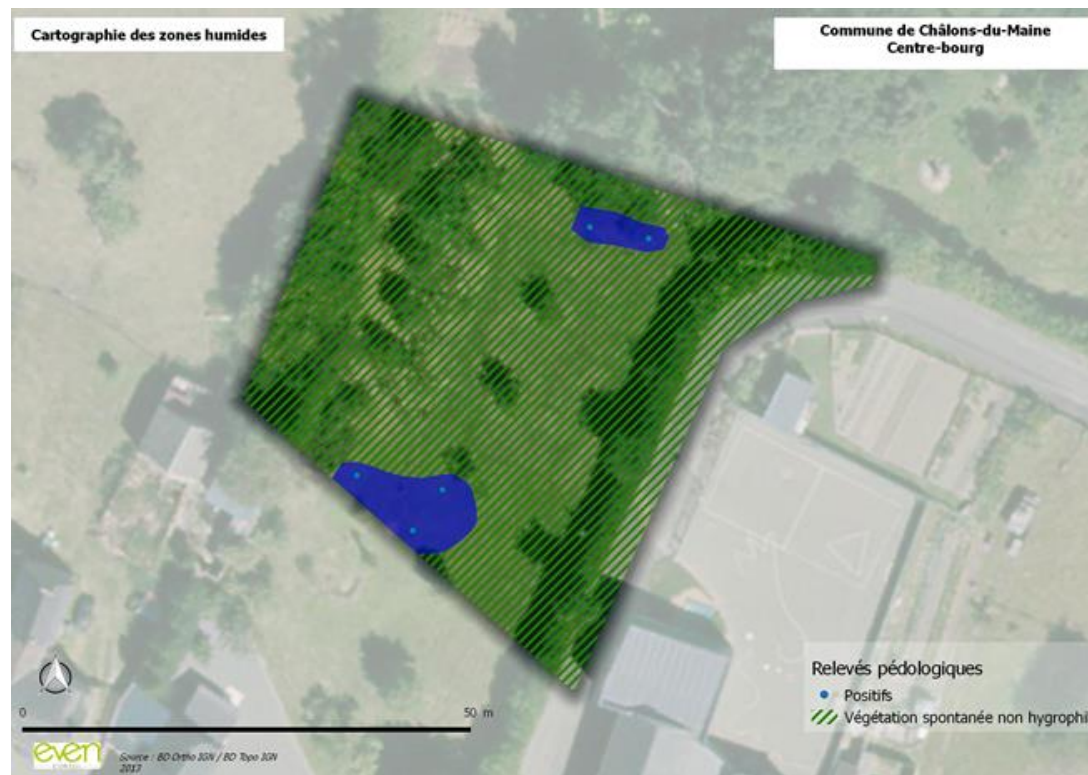 Cartographie des zones humides
Commune de Châlons-du-Maine
Centre-bourg
Relevés pédologiques
Positifs
Végétation spontanée non hygrophil
0
50 m
even
Source : BD Ortho IGN / BD Topo IGN
2017